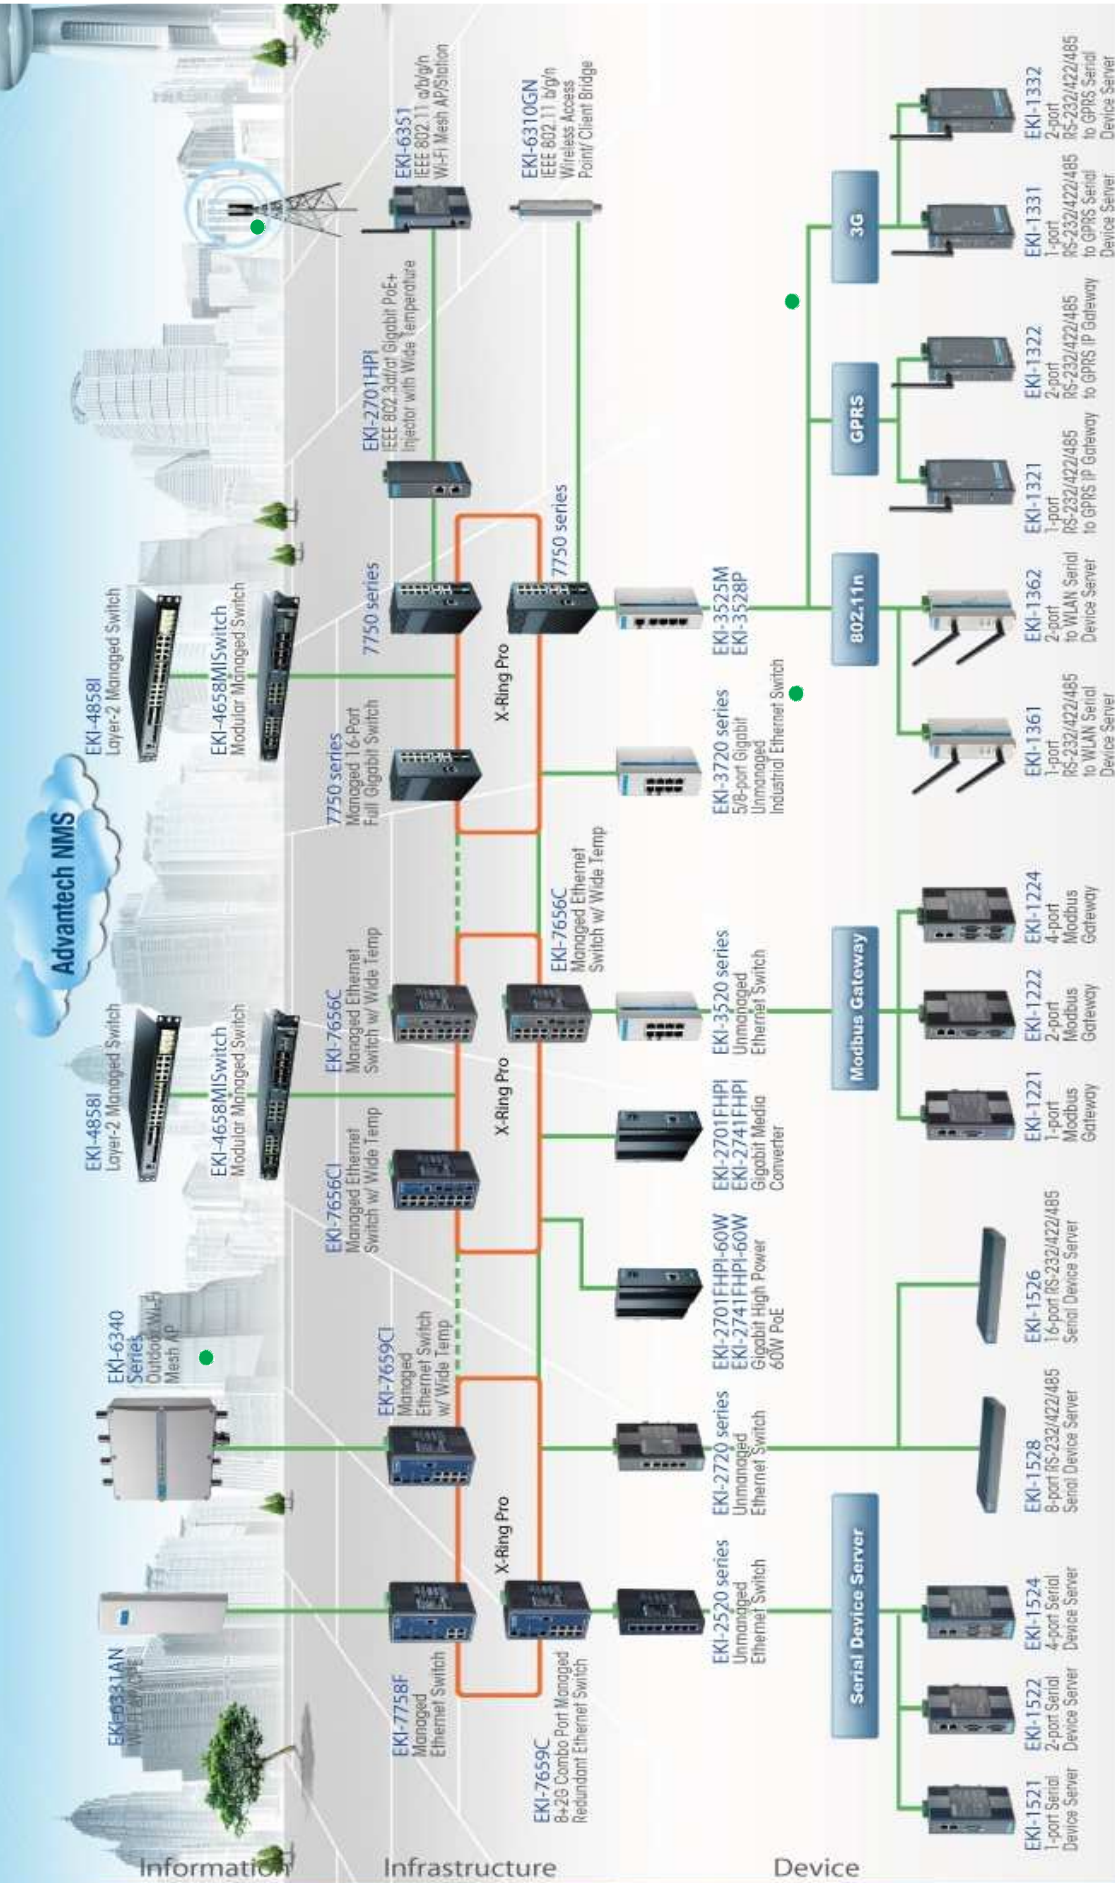 Advantech NMS
EKI-6331AN
Wi-Fi AP/CPE
EKI-6340
Series
Outdoor Wi-Fi
Mesh AP
EKI-4858I
Layer-2 Managed Switch
EKI-4658MISwitch
Modular Managed Switch
EKI-4858I
Layer-2 Managed Switch
EKI-4658MISwitch
Modular Managed Switch
Information
EKI-7758F
Managed
Ethernet Switch
EKI-7659CI
Managed
Ethernet Switch
w/ Wide Temp
EKI-7656CI
Managed Ethernet
Switch w/ Wide Temp
EKI-7656C
Managed Ethernet
Switch w/ Wide Temp
7750 series
Managed 16-Port
Full Gigabit Switch
7750 series
EKI-2701HPI
IEEE 802.3af/at Gigabit PoE+
Injector with Wide Temperature
EKI-6351
IEEE 802.11 a/b/g/n
Wi-Fi Mesh AP/Station
Infrastructure
X-Ring Pro
X-Ring Pro
X-Ring Pro
EKI-7659C
8+2G Combo Port Managed
Redundant Ethernet Switch
EKI-7656C
Managed Ethernet
Switch w/ Wide Temp
7750 series
EKI-6310GN
IEEE 802.11 b/g/n
Wireless Access
Point/ Client Bridge
EKI-2520 series
Unmanaged
Ethernet Switch
EKI-2720 series
Unmanaged
Ethernet Switch
EKI-2701FHPI-60W
EKI-2741FHPI-60W
Gigabit High Power
60W PoE
EKI-2701FHPI
EKI-2741FHPI
Gigabit Media
Converter
EKI-3520 series
Unmanaged
Ethernet Switch
EKI-3720 series
5/8-port Gigabit
Unmanaged
Industrial Ethernet Switch
EKI-3525M
EKI-3528P
Device
Serial Device Server
Modbus Gateway
802.11n
GPRS
3G
EKI-1521
1-port Serial
Device Server
EKI-1522
2-port Serial
Device Server
EKI-1524
4-port Serial
Device Server
EKI-1528
8-port RS-232/422/485
Serial Device Server
EKI-1526
16-port RS-232/422/485
Serial Device Server
EKI-1221
1-port
Modbus
Gateway
EKI-1222
2-port
Modbus
Gateway
EKI-1224
4-port
Modbus
Gateway
EKI-1361
1-port
RS-232/422/485
to WLAN Serial
Device Server
EKI-1362
2-port
to WLAN Serial
Device Server
EKI-1321
1-port
RS-232/422/485
to GPRS IP Gateway
EKI-1322
2-port
RS-232/422/485
to GPRS IP Gateway
EKI-1331
1-port
RS-232/422/485
to GPRS Serial
Device Server
EKI-1332
2-port
RS-232/422/485
to GPRS Serial
Device Server